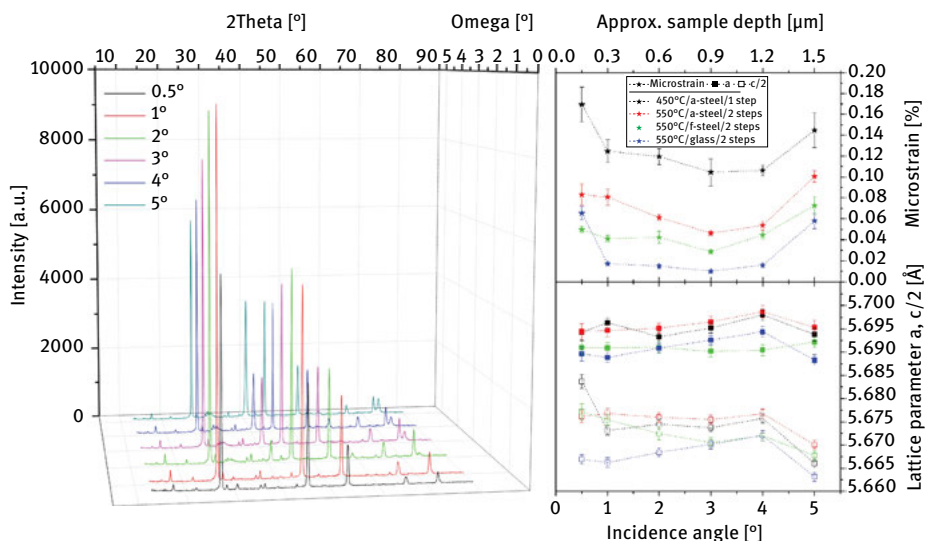 2Theta [°]
Omega [°]
Approx. sample depth [µm]
10 20 30 40 50 60 70 80 90 5 4 3 2 1 0
0.0 0.3 0.6 0.9 1.2 1.5
10000
8000
6000
4000
2000
0
Intensity [a.u.]
0.5°
1°
2°
3°
4°
5°
Microstrain a c/2
450°C/a-steel/1 step
550°C/a-steel/2 steps
550°C/f-steel/2 steps
550°C/glass/2 steps
0.20
0.18
0.16
0.14
0.12
0.10
0.08
0.06
0.04
0.02
0.00
Microstrain [%]
5.700
5.695
5.690
5.680
5.675
5.670
5.665
5.660
Lattice parameter a, c/2 [Å]
0 1 2 3 4 5
Incidence angle [°]